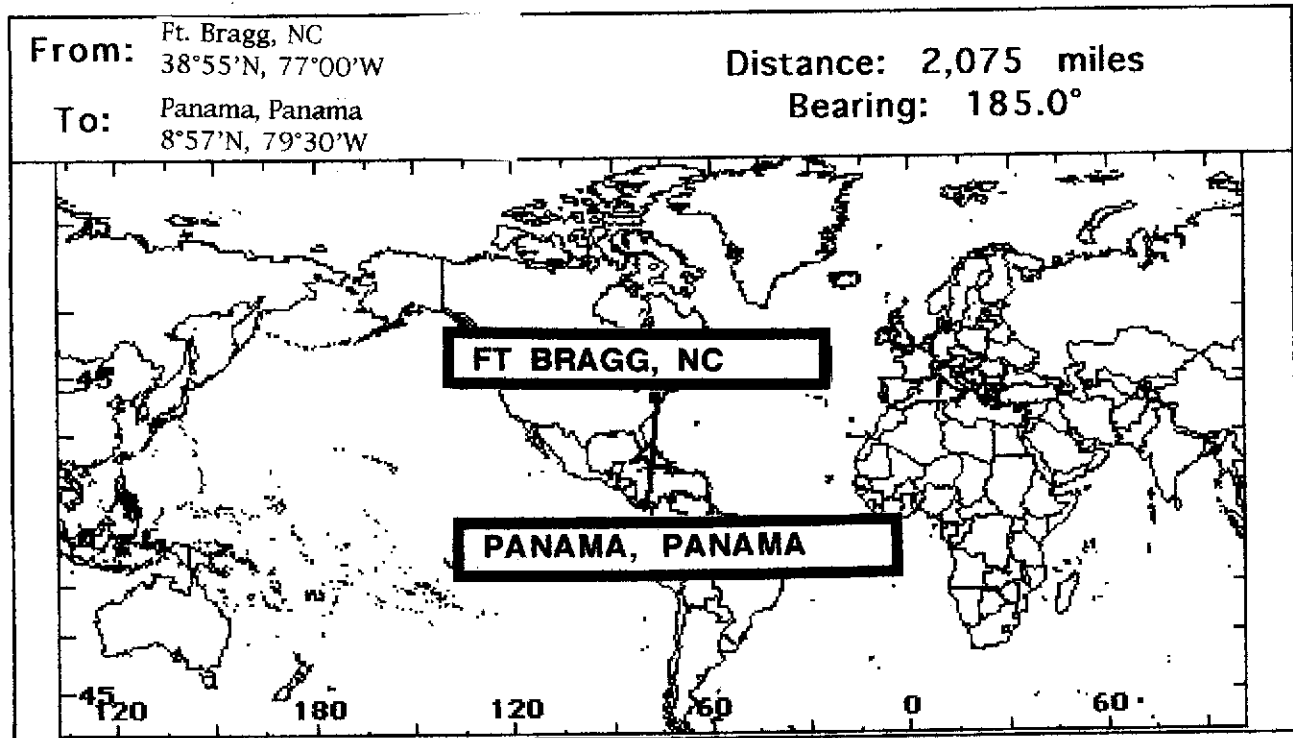 From: Ft. Bragg, NC
38°55'N, 77°00'W
Distance: 2,075 miles
Bearing: 185.0°
To: Panama, Panama
8°57'N, 79°30'W
45
FT BRAGG, NC
45
PANAMA, PANAMA
-45
120 180 120 60 0 60